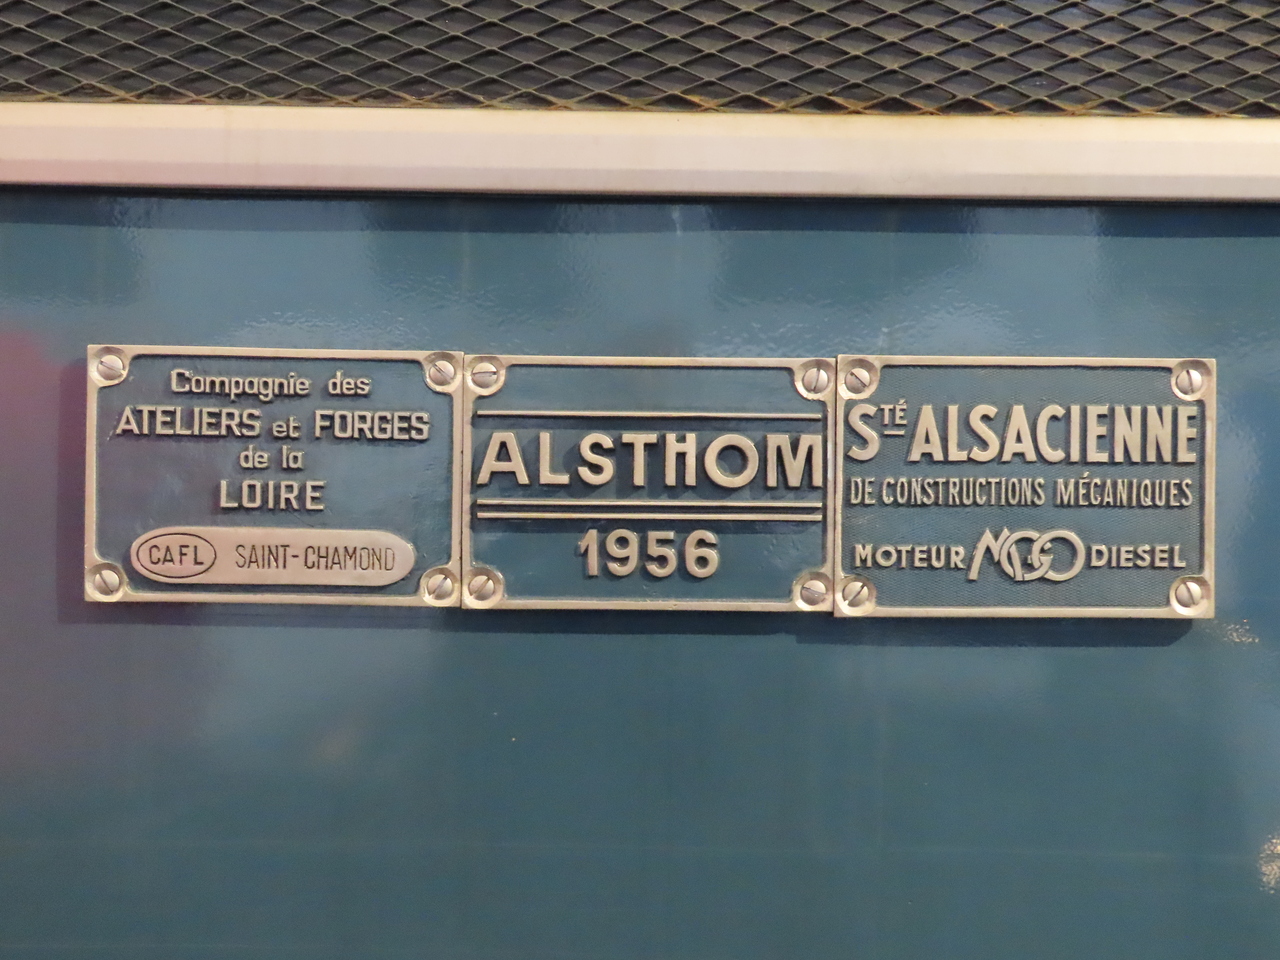 Compagnie des
ATELIERS et FORGES
de la
LOIRE
CAFL SAINT-CHAMOND
ALSTHOM
1956
STÉ ALSACIENNE
DE CONSTRUCTIONS MÉCANIQUES
MOTEUR MGO DIESEL